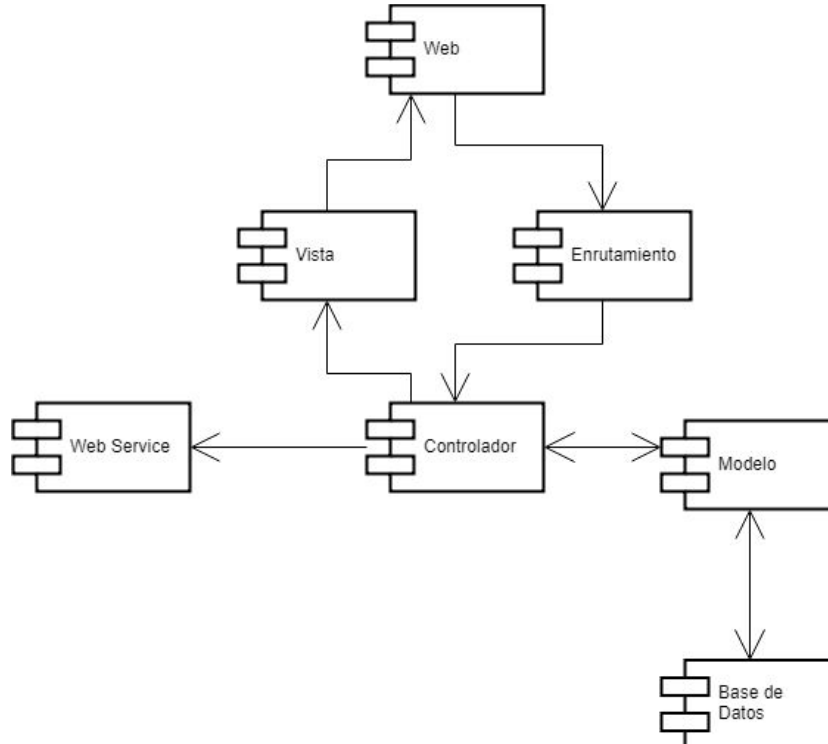 Web
Vista
Enrutamiento
Web Service
Controlador
Modelo
Base de
Datos